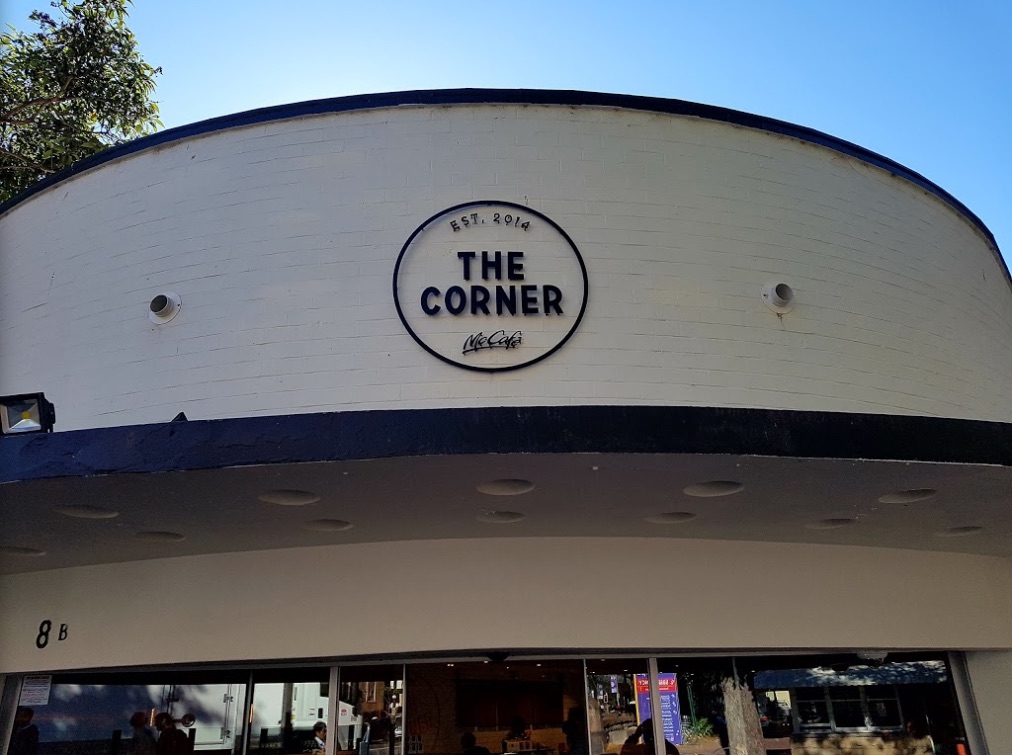 EST. 2014
THE
CORNER
McCafé
8 B